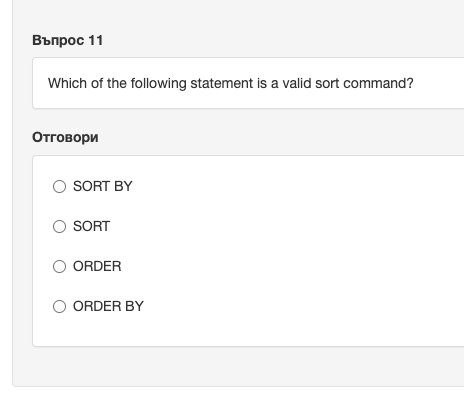 Въпрос 11
Which of the following statement is a valid sort command?
Отговори
SORT BY
SORT
ORDER
ORDER BY